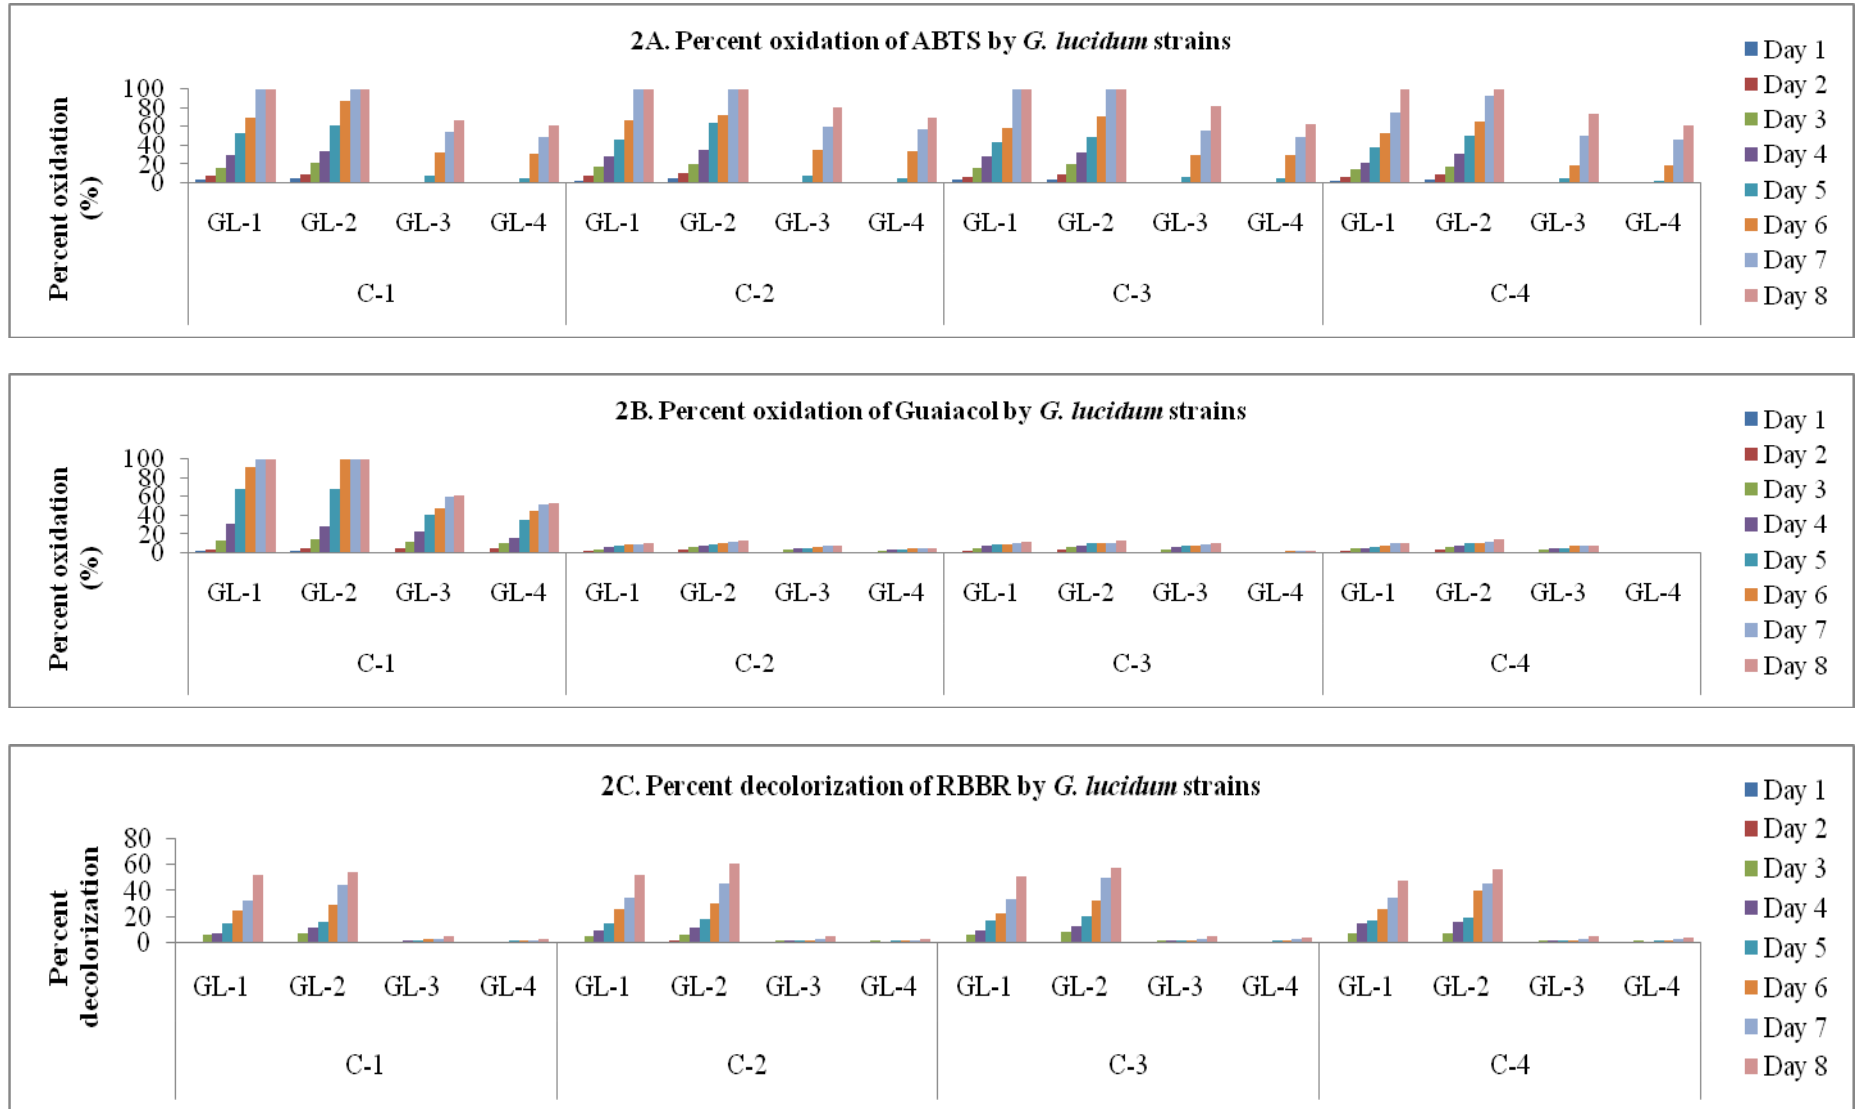 2A. Percent oxidation of ABTS by G. lucidum strains
Percent oxidation
(%)
100
80
60
40
20
0
GL-1 GL-2 GL-3 GL-4 GL-1 GL-2 GL-3 GL-4 GL-1 GL-2 GL-3 GL-4 GL-1 GL-2 GL-3 GL-4
C-1 C-2 C-3 C-4
Day 1
Day 2
Day 3
Day 4
Day 5
Day 6
Day 7
Day 8
2B. Percent oxidation of Guaiacol by G. lucidum strains
Percent oxidation
(%)
100
80
60
40
20
0
GL-1 GL-2 GL-3 GL-4 GL-1 GL-2 GL-3 GL-4 GL-1 GL-2 GL-3 GL-4 GL-1 GL-2 GL-3 GL-4
C-1 C-2 C-3 C-4
Day 1
Day 2
Day 3
Day 4
Day 5
Day 6
Day 7
Day 8
2C. Percent decolorization of RBBR by G. lucidum strains
Percent
decolorization
80
60
40
20
0
GL-1 GL-2 GL-3 GL-4 GL-1 GL-2 GL-3 GL-4 GL-1 GL-2 GL-3 GL-4 GL-1 GL-2 GL-3 GL-4
C-1 C-2 C-3 C-4
Day 1
Day 2
Day 3
Day 4
Day 5
Day 6
Day 7
Day 8